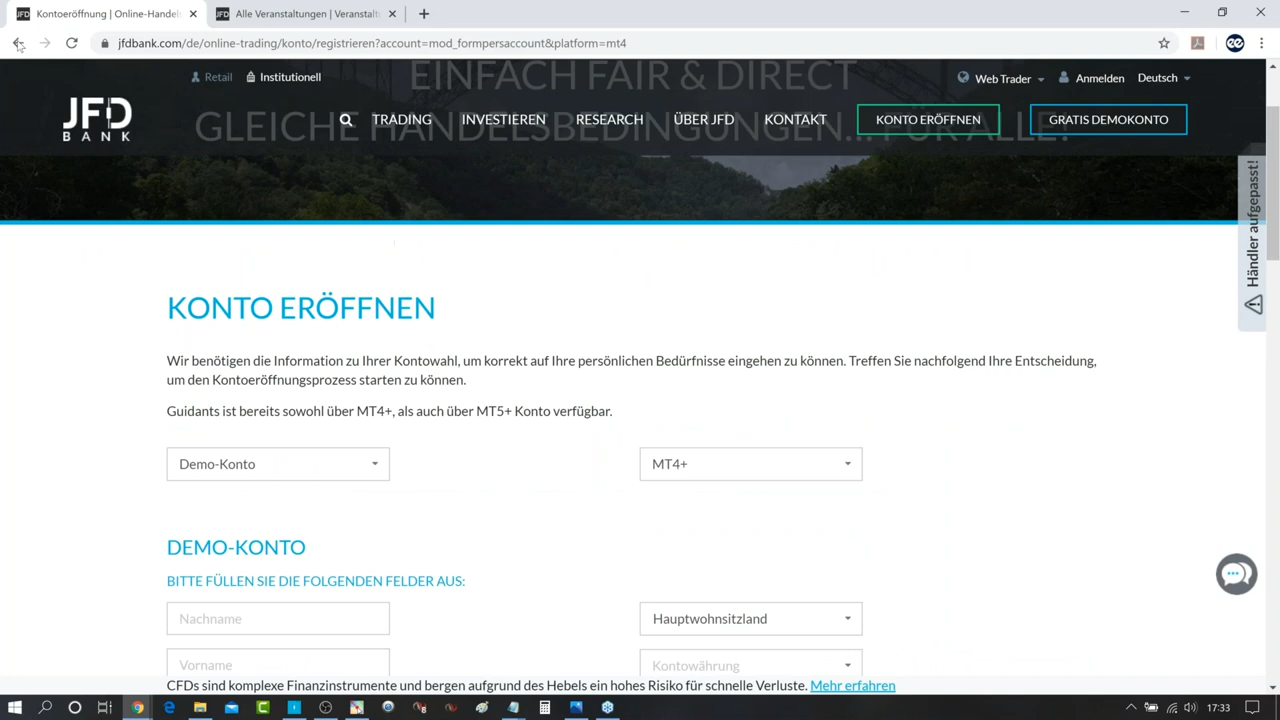 Kontoeröffnung | Online-Handels
Alle Veranstaltungen | Veranstalt
jfdbank.com/de/online-trading/konto/registrieren?account=mod_formpersaccount&platform=mt4
EINFACH FAIR & DIRECT
Retail
Institutionell
Web Trader
Anmelden
Deutsch
JFD
BANK
GLEICHE HANDELSBEDINGUNGEN... FÜR ALLE!
TRADING
INVESTIEREN
RESEARCH
ÜBER JFD
KONTAKT
KONTO ERÖFFNEN
GRATIS DEMOKONTO
Händler aufgepasst!
KONTO ERÖFFNEN
Wir benötigen die Information zu Ihrer Kontowahl, um korrekt auf Ihre persönlichen Bedürfnisse eingehen zu können. Treffen Sie nachfolgend Ihre Entscheidung,
um den Kontoeröffnungsprozess starten zu können.
Guidants ist bereits sowohl über MT4+, als auch über MT5+ Konto verfügbar.
Demo-Konto
MT4+
DEMO-KONTO
BITTE FÜLLEN SIE DIE FOLGENDEN FELDER AUS:
Nachname
Hauptwohnsitzland
Vorname
Kontowährung
CFDs sind komplexe Finanzinstrumente und bergen aufgrund des Hebels ein hohes Risiko für schnelle Verluste. Mehr erfahren
17:33